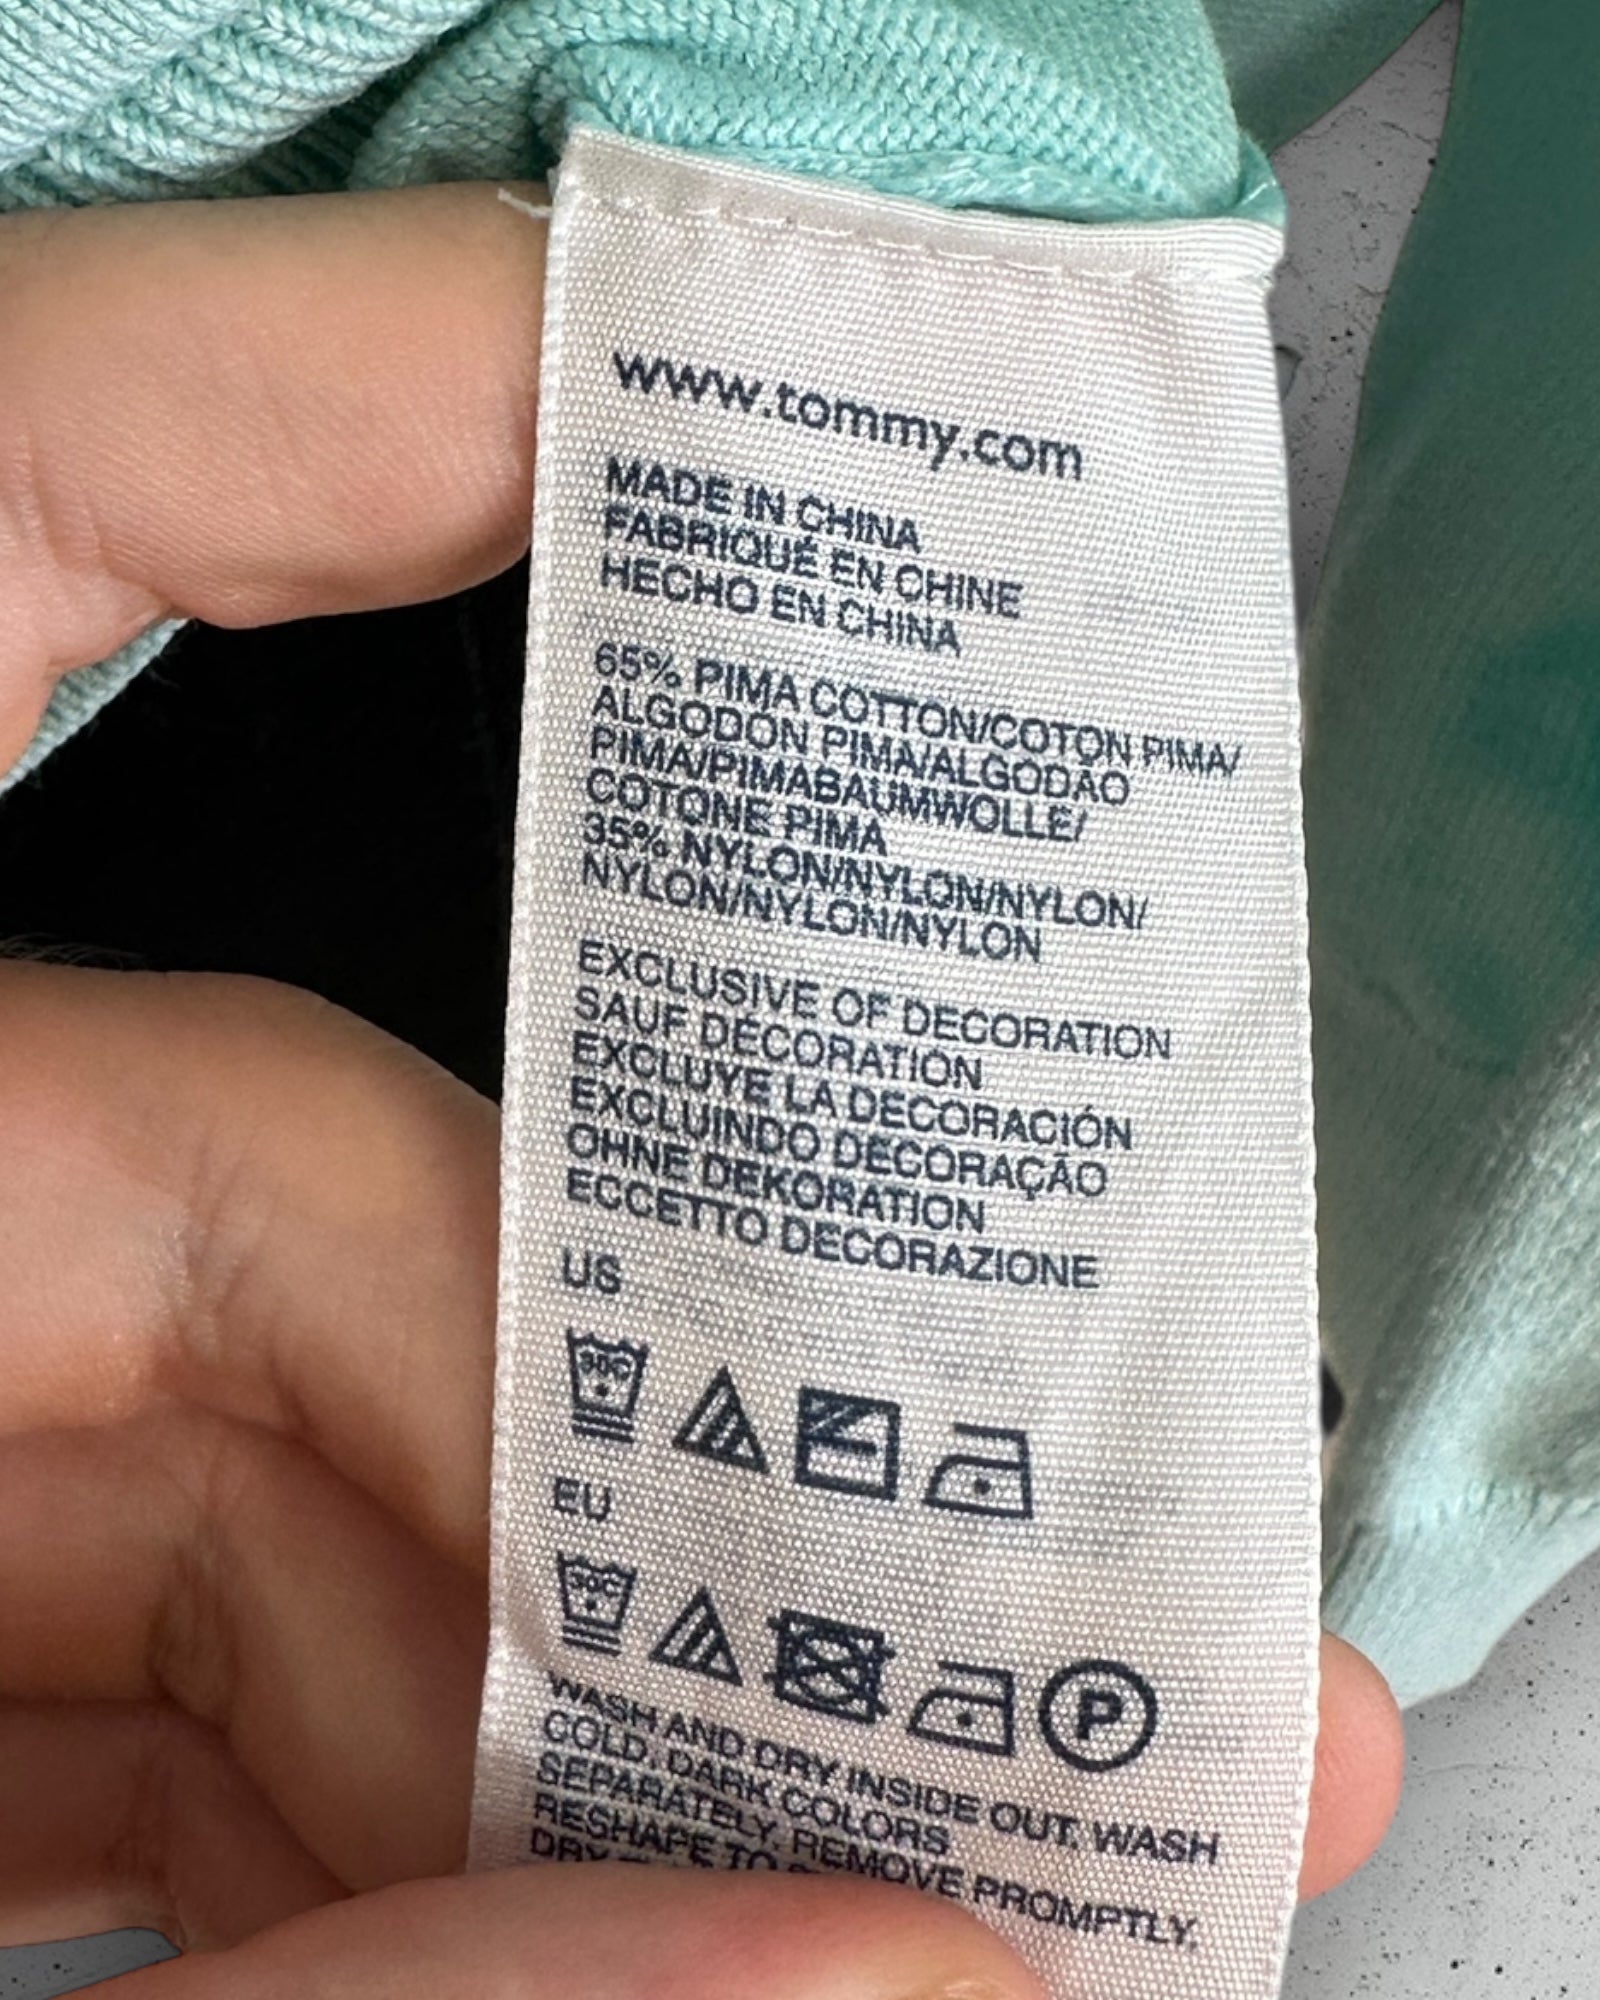 www.tommy.com
MADE IN CHINA
FABRIQUÉ EN CHINE
HECHO EN CHINA
65% PIMA COTTON/COTON PIMA/
ALGODÓN PIMA/ALGODÃO
PIMA/PIMABAUMWOLLE/
COTONE PIMA
35% NYLON/NYLON/NYLON/
NYLON/NYLON/NYLON
EXCLUSIVE OF DECORATION
SAUF DÉCORATION
EXCLUYE LA DECORACIÓN
EXCLUINDO DECORAÇÃO
OHNE DEKORATION
ECCETTO DECORAZIONE
US
30C
EU
30C
P
WASH AND DRY INSIDE OUT. WASH
COLD. DARK COLORS
SEPARATELY. REMOVE PROMPTLY.
RESHAPE TO
DRY